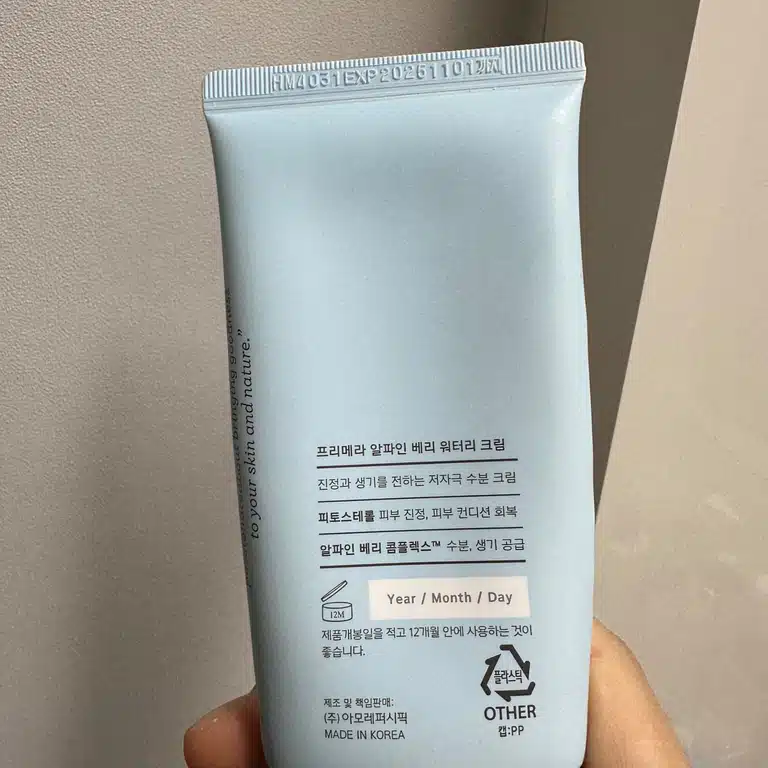 프리메라 알파인 베리 워터리 크림
진정과 생기를 전하는 저자극 수분 크림
피토스테롤 피부 진정, 피부 컨디션 회복
알파인 베리 콤플렉스™ 수분, 생기 공급
12M
Year / Month / Day
제품개봉일을 적고 12개월 안에 사용하는 것이
좋습니다.
제조 및 책임판매:
(주) 아모레퍼시픽
MADE IN KOREA
플라스틱
OTHER
캡:PP
bringing goodness
to your skin and nature.”